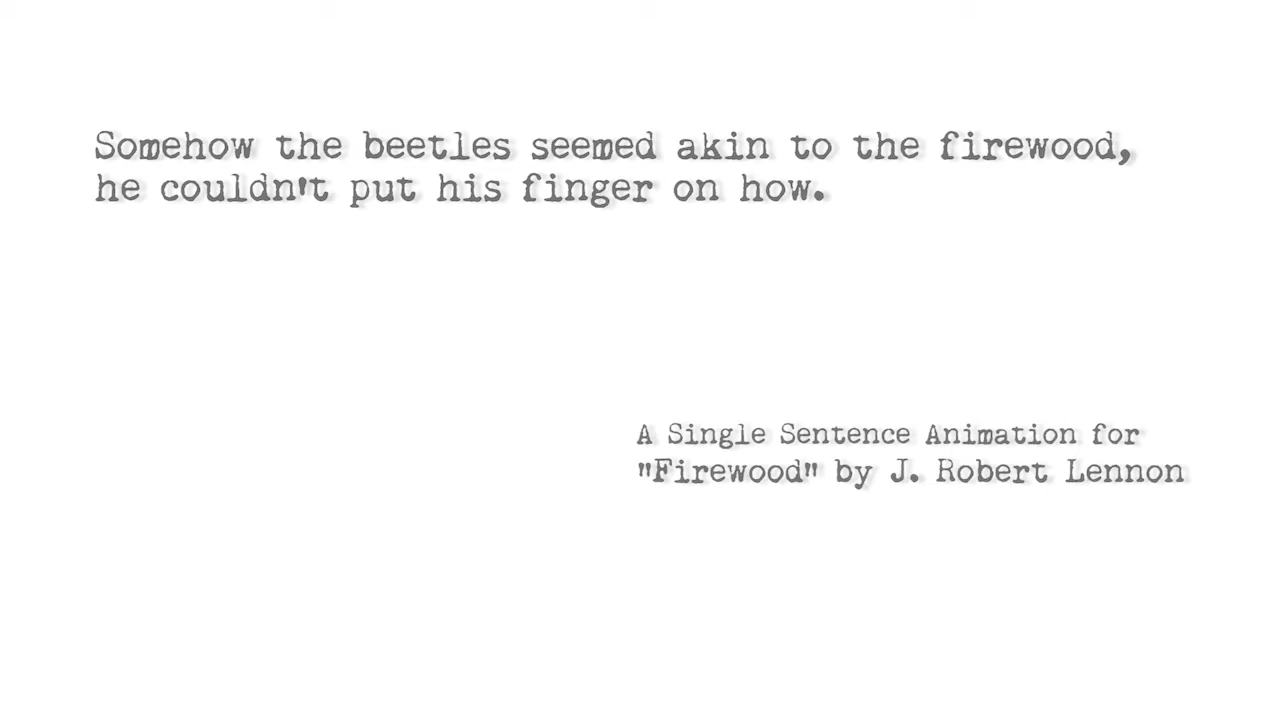 Somehow the beetles seemed akin to the firewood,
he couldn't put his finger on how.
A Single Sentence Animation for
"Firewood" by J. Robert Lennon